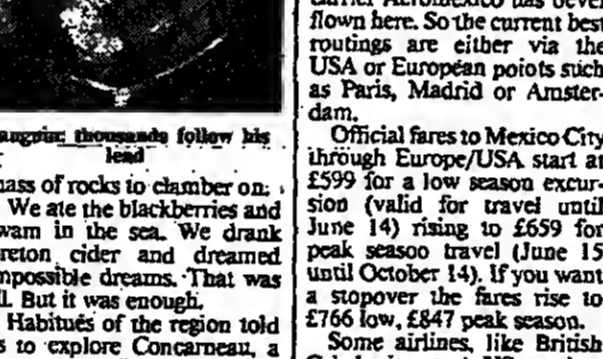 thousands follow his
lead
mass of rocks to clamber on;
We ate the blackberries and
swam in the sea. We drank
Breton cider and dreamed
impossible dreams. That was
all. But it was enough.
Habitués of the region told
us to explore Concarneau, a
carrier Aeromexico has never
flown here. So the current best
routings are either via the
USA or European points such
as Paris, Madrid or Amster-
dam.
Official fares to Mexico City
through Europe/USA start at
£599 for a low season excur-
sion (valid for travel until
June 14) rising to £659 for
peak season travel (June 15
until October 14). If you want
a stopover the fares rise to
£766 low, £847 peak season.
Some airlines, like British